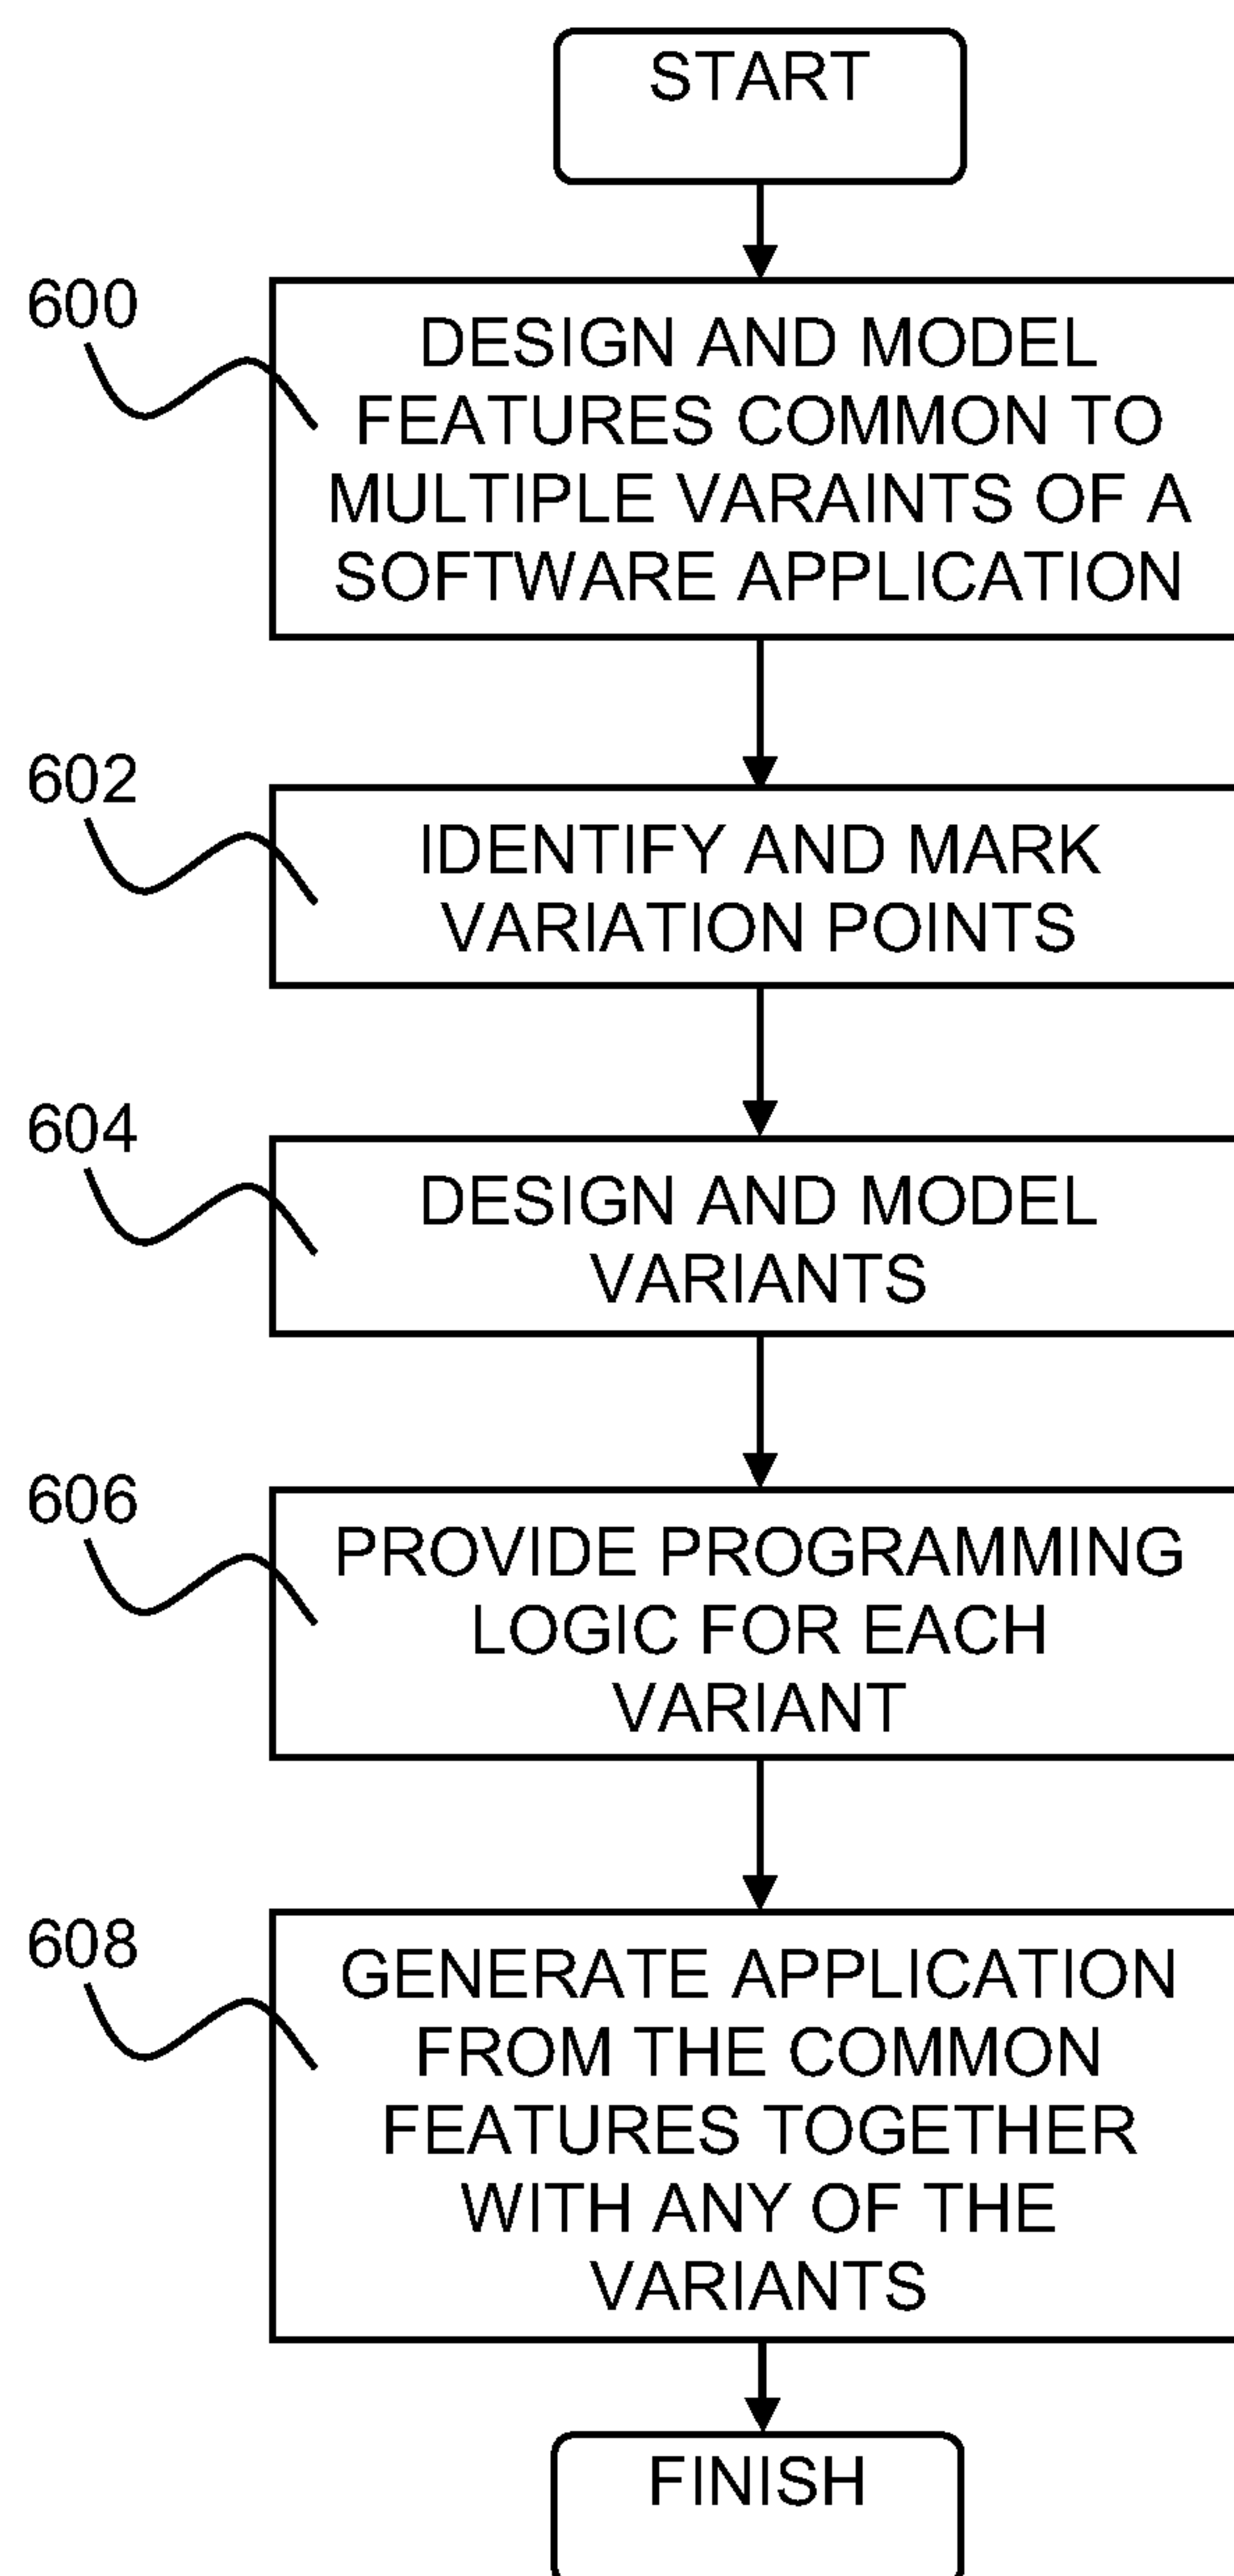 START
600
DESIGN AND MODEL
FEATURES COMMON TO
MULTIPLE VARAINTS OF A
SOFTWARE APPLICATION
602
IDENTIFY AND MARK
VARIATION POINTS
604
DESIGN AND MODEL
VARIANTS
606
PROVIDE PROGRAMMING
LOGIC FOR EACH
VARIANT
608
GENERATE APPLICATION
FROM THE COMMON
FEATURES TOGETHER
WITH ANY OF THE
VARIANTS
FINISH